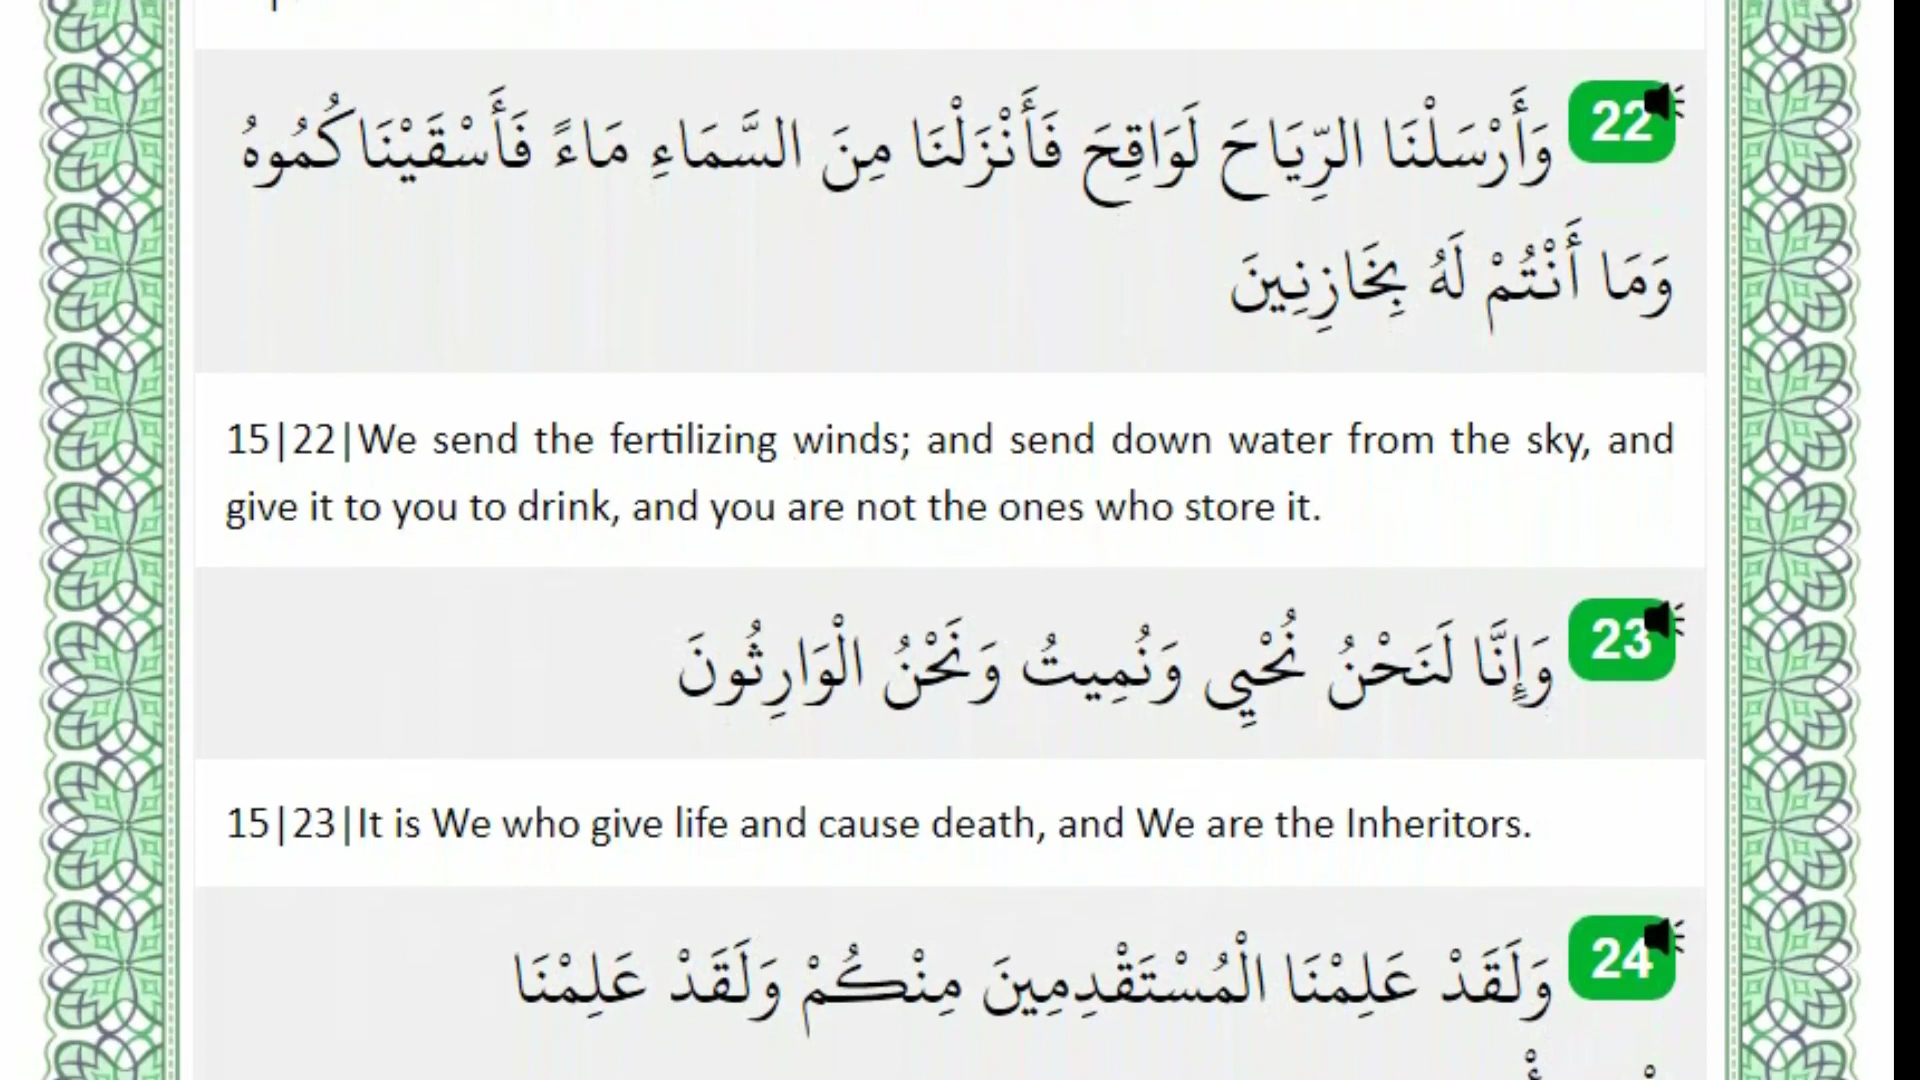 22 وَأَرْسَلْنَا الرِّيَاحَ لَوَاقِحَ فَأَنْزَلْنَا مِنَ السَّمَاءِ مَاءً فَأَسْقَيْنَاكُمُوهُ
وَمَا أَنْتُمْ لَهُ بِخَازِنِينَ
15|22|We send the fertilizing winds; and send down water from the sky, and
give it to you to drink, and you are not the ones who store it.
23 وَإِنَّا لَنَحْنُ نُحْيِي وَنُمِيتُ وَنَحْنُ الْوَارِثُونَ
15|23|It is We who give life and cause death, and We are the Inheritors.
24 وَلَقَدْ عَلِمْنَا الْمُسْتَقْدِمِينَ مِنْكُمْ وَلَقَدْ عَلِمْنَا